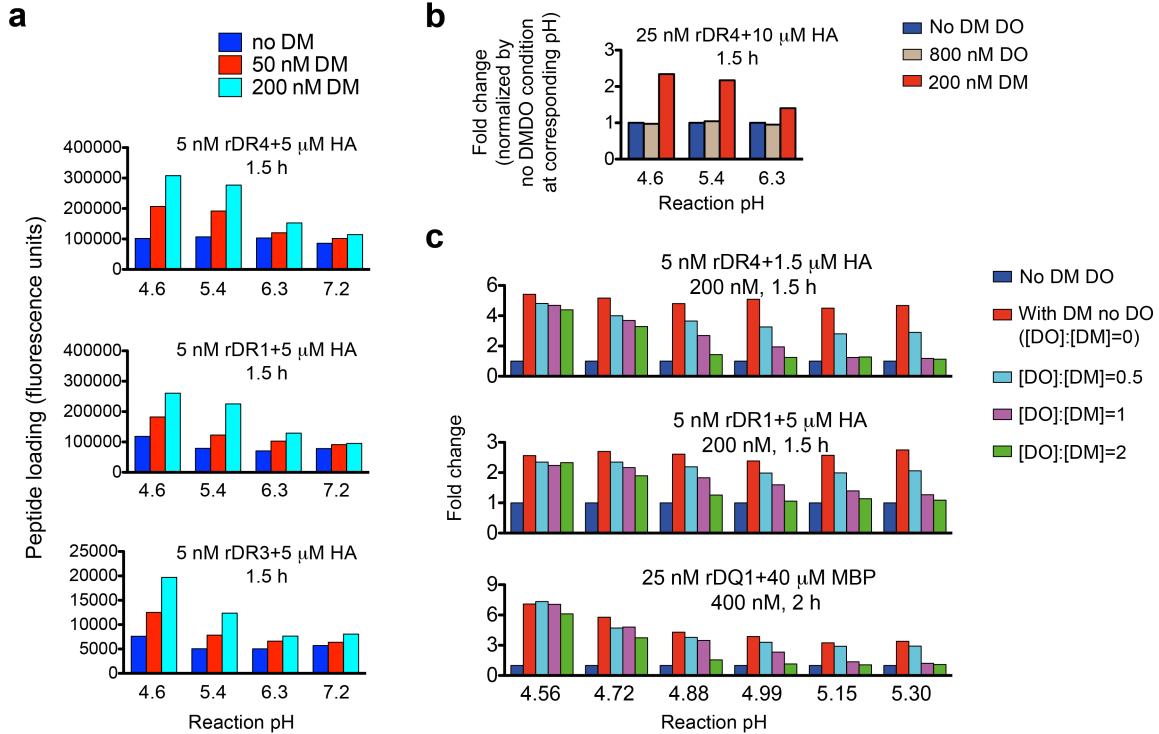 a
no DM
50 nM DM
200 nM DM
Peptide loading (fluorescence units)
5 nM rDR4+5 μM HA
1.5 h
400000
300000
200000
100000
0
4.6 5.4 6.3 7.2
5 nM rDR1+5 μM HA
1.5 h
400000
300000
200000
100000
0
4.6 5.4 6.3 7.2
5 nM rDR3+5 μM HA
1.5 h
25000
20000
15000
10000
5000
0
4.6 5.4 6.3 7.2
Reaction pH
b
Fold change
(normalized by
no DMDO condition
at corresponding pH)
25 nM rDR4+10 μM HA
1.5 h
3
2
1
0
4.6 5.4 6.3
Reaction pH
No DM DO
800 nM DO
200 nM DM
c
Fold change
5 nM rDR4+1.5 μM HA
200 nM, 1.5 h
6
4
2
0
5 nM rDR1+5 μM HA
200 nM, 1.5 h
3
2
1
0
25 nM rDQ1+40 μM MBP
400 nM, 2 h
9
6
3
0
4.56 4.72 4.88 4.99 5.15 5.30
Reaction pH
No DM DO
With DM no DO
([DO]:[DM]=0)
[DO]:[DM]=0.5
[DO]:[DM]=1
[DO]:[DM]=2